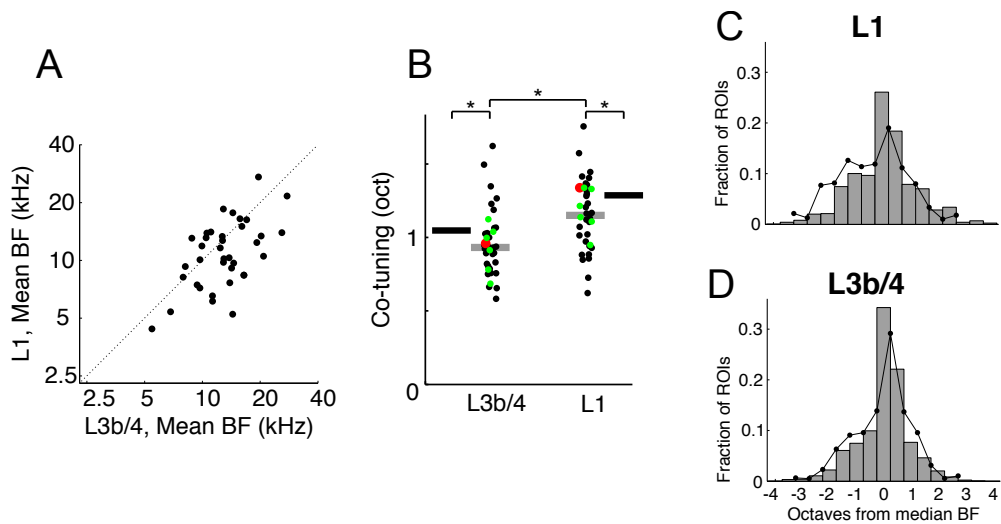 A
L1, Mean BF (kHz)
40
20
10
5
2.5
2.5 5 10 20 40
L3b/4, Mean BF (kHz)
B
* * *
Co-tuning (oct)
1
0
L3b/4 L1
C
L1
Fraction of ROIs
0.3
0.2
0.1
0
D
L3b/4
Fraction of ROIs
0.3
0.2
0.1
0
-4 -3 -2 -1 0 1 2 3 4
Octaves from median BF